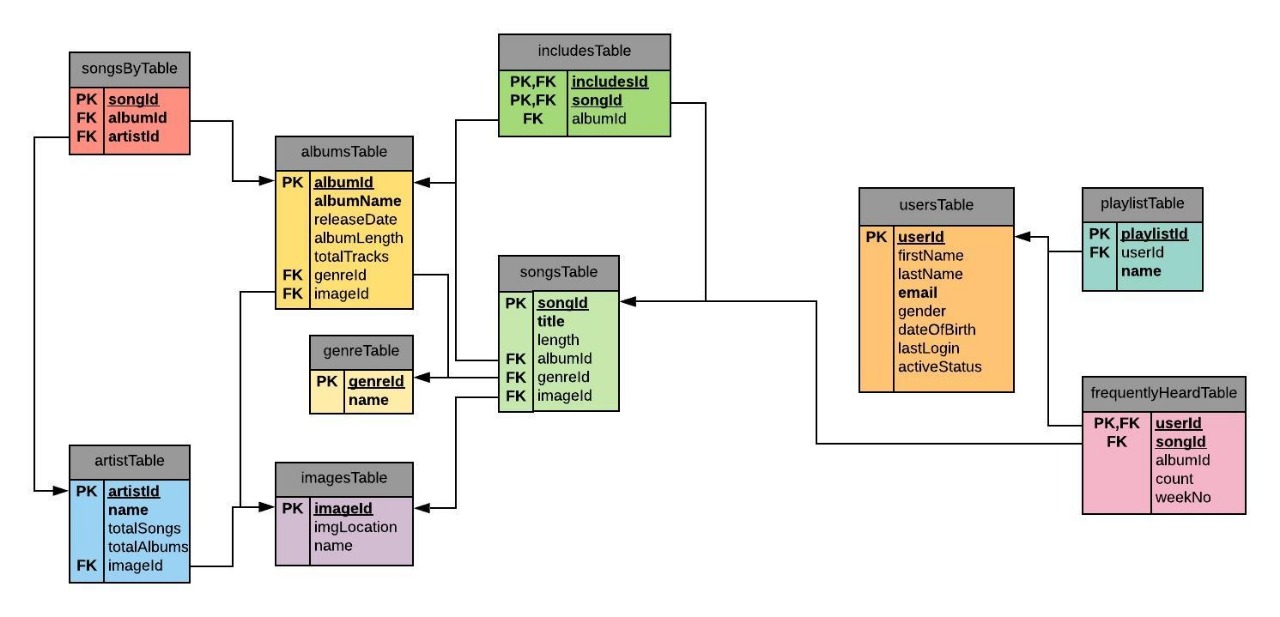 songsByTable
PK songId
FK albumId
FK artistId
includesTable
PK,FK includesId
PK,FK songId
FK albumId
albumsTable
PK albumId
albumName
releaseDate
albumLength
totalTracks
FK genreId
FK imageId
songsTable
PK songId
title
length
FK albumId
FK genreId
FK imageId
genreTable
PK genreId
name
artistTable
PK artistId
name
totalSongs
totalAlbums
FK imageId
imagesTable
PK imageId
imgLocation
name
usersTable
PK userId
firstName
lastName
email
gender
dateOfBirth
lastLogin
activeStatus
playlistTable
PK playlistId
FK userId
name
frequentlyHeardTable
PK,FK userId
FK songId
albumId
count
weekNo